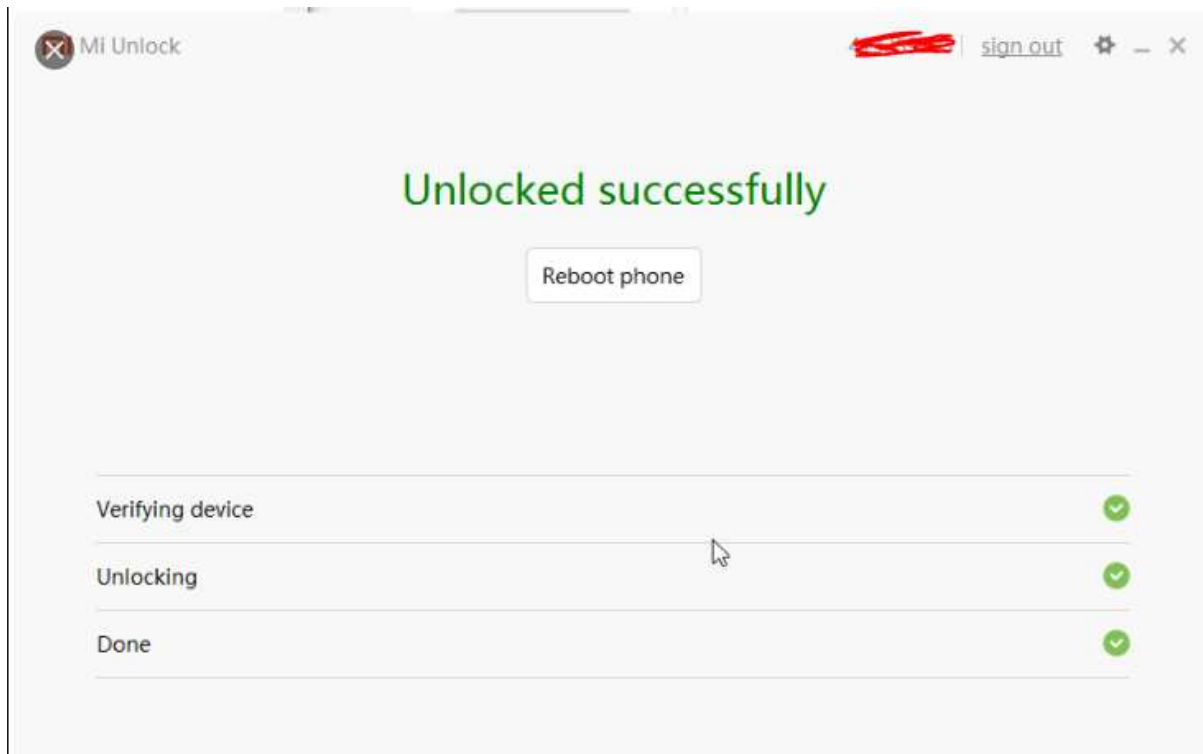 Mi Unlock
sign out
Unlocked successfully
Reboot phone
Verifying device
Unlocking
Done